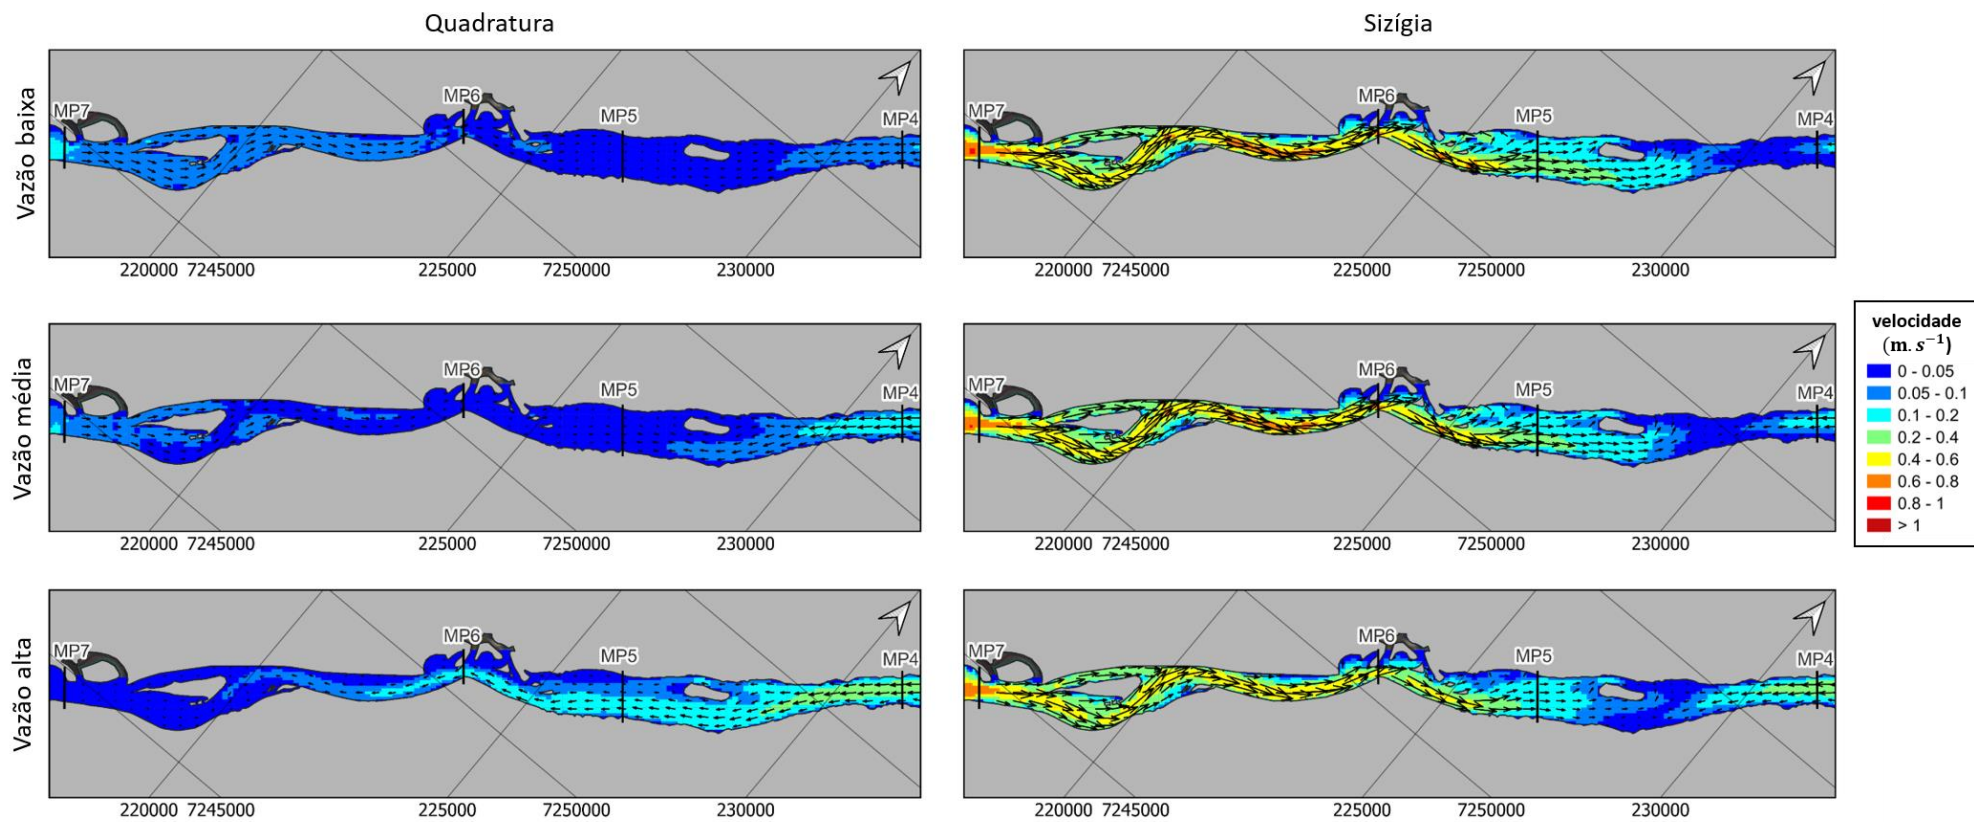 Quadratura
Sizígia
Vazão baixa
MP7
MP6
MP5
MP4
220000 7245000 225000 7250000 230000
MP7
MP6
MP5
MP4
220000 7245000 225000 7250000 230000
Vazão média
MP7
MP6
MP5
MP4
220000 7245000 225000 7250000 230000
MP7
MP6
MP5
MP4
220000 7245000 225000 7250000 230000
velocidade
(m. s⁻¹)
0 - 0.05
0.05 - 0.1
0.1 - 0.2
0.2 - 0.4
0.4 - 0.6
0.6 - 0.8
0.8 - 1
> 1
Vazão alta
MP7
MP6
MP5
MP4
220000 7245000 225000 7250000 230000
MP7
MP6
MP5
MP4
220000 7245000 225000 7250000 230000